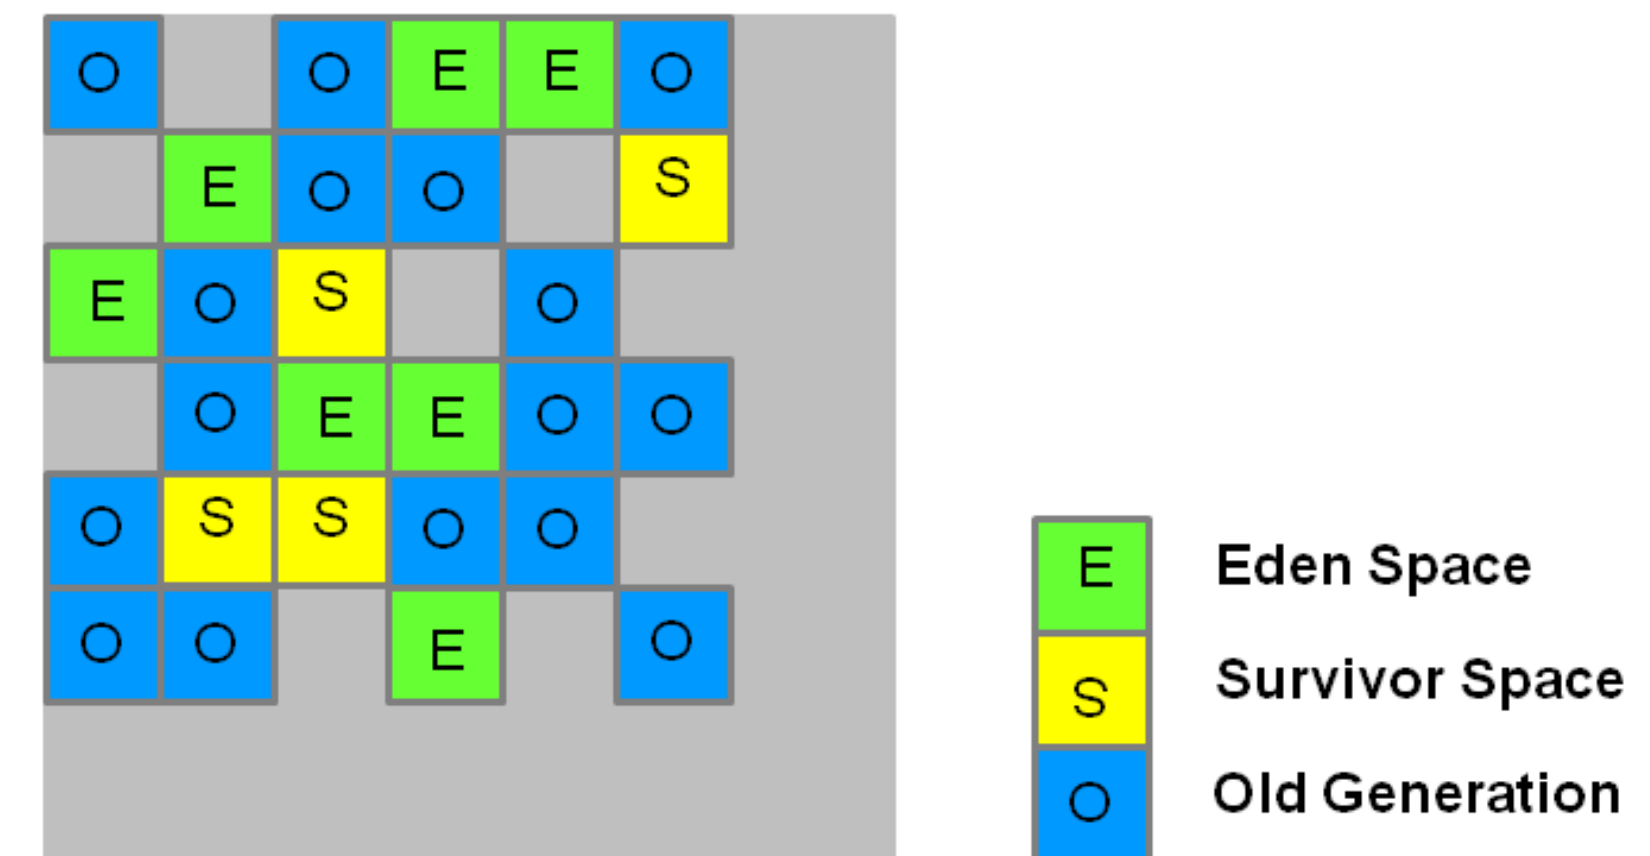 O O E E O
E O O S
E O S O
O E E O O
O S S O O
O O E O
E Eden Space
S Survivor Space
O Old Generation